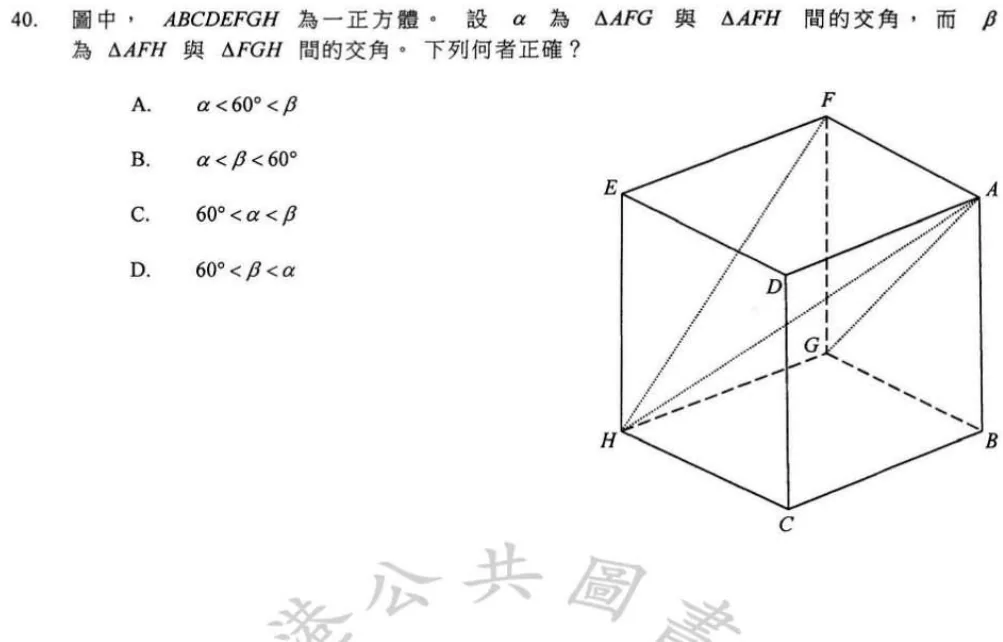 40. 圖中，ABCDEFGH 為一正方體。設 α 為 ΔAFG 與 ΔAFH 間的交角，而 β
為 ΔAFH 與 ΔFGH 間的交角。下列何者正確？
A. α < 60° < β
B. α < β < 60°
C. 60° < α < β
D. 60° < β < α
F
E
A
D
G
H
B
C
港公共圖書